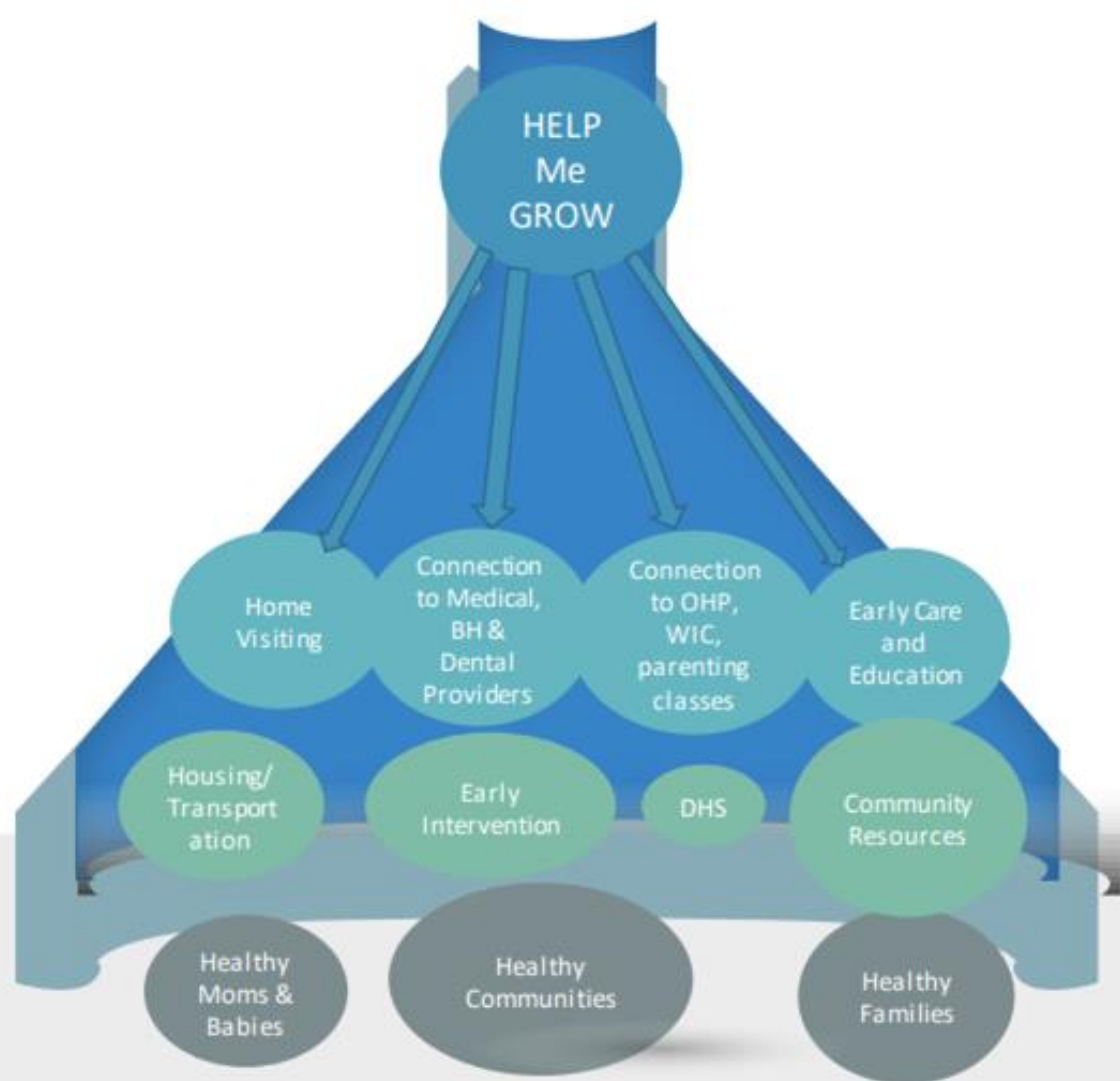 HELP
Me
GROW
Home
Visiting
Connection
to Medical,
BH &
Dental
Providers
Connection
to OHP,
WIC,
parenting
classes
Early Care
and
Education
Housing/
Transport
ation
Early
Intervention
DHS
Community
Resources
Healthy
Moms &
Babies
Healthy
Communities
Healthy
Families